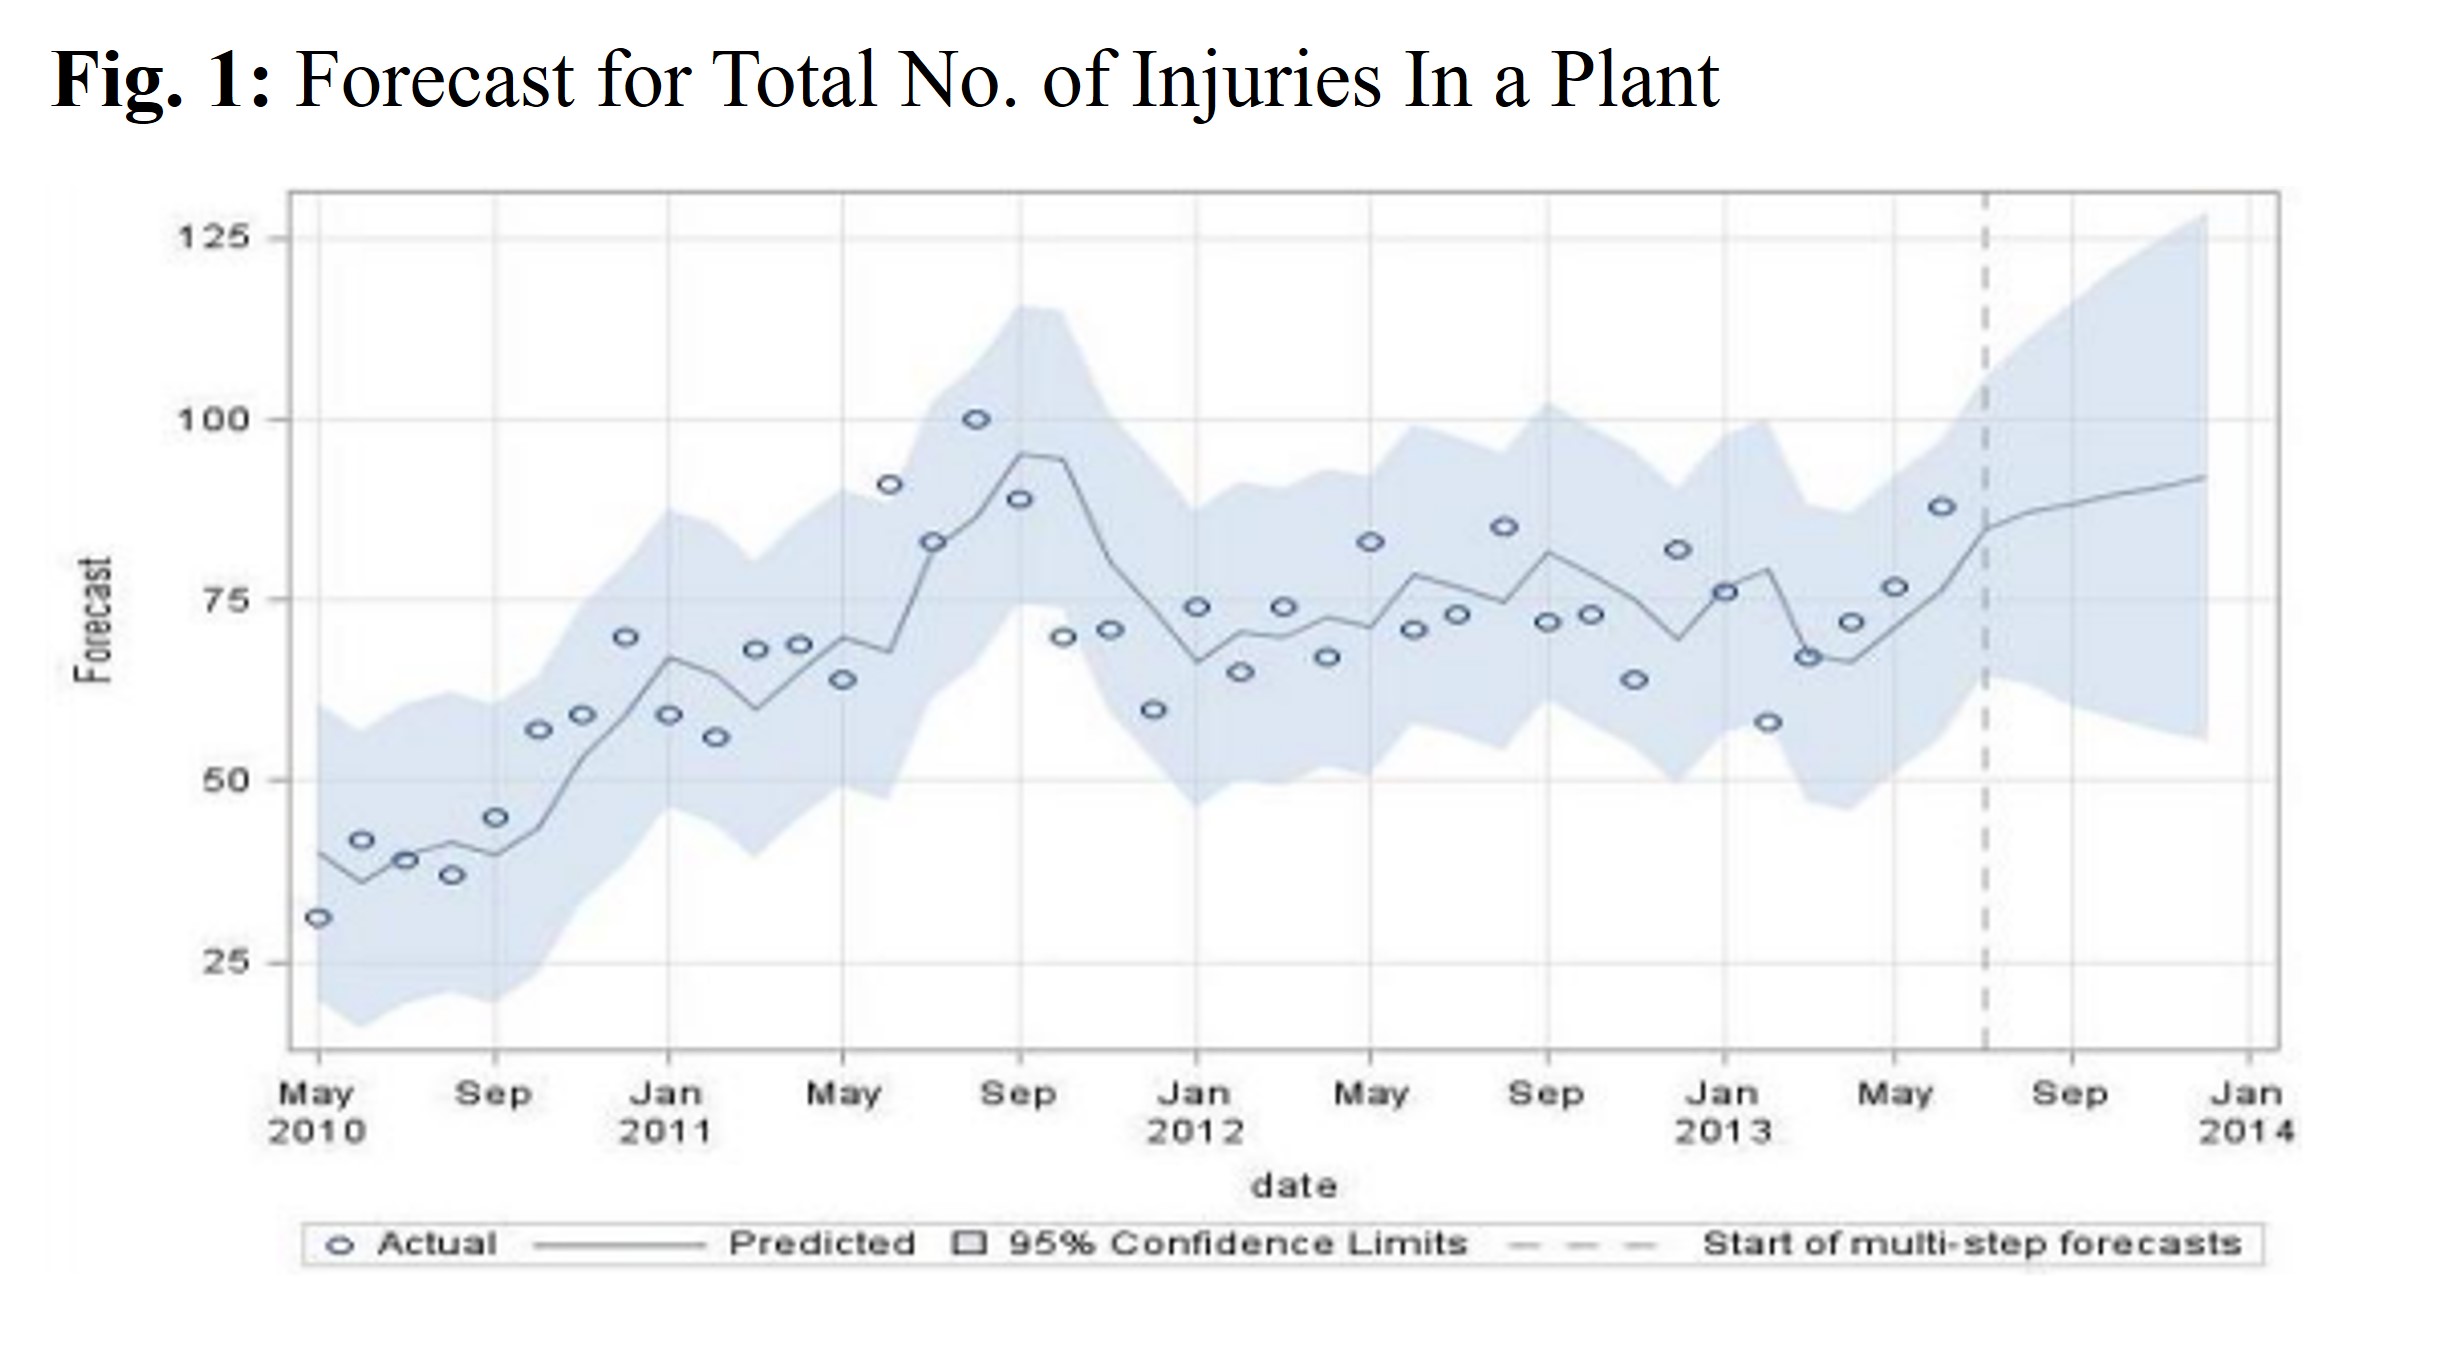 Fig. 1: Forecast for Total No. of Injuries In a Plant
125
100
75
50
25
Forecast
May Sep Jan May Sep Jan May Sep Jan May Sep Jan
2010 2011 2012 2013 2014
date
Actual Predicted 95% Confidence Limits Start of multi-step forecasts